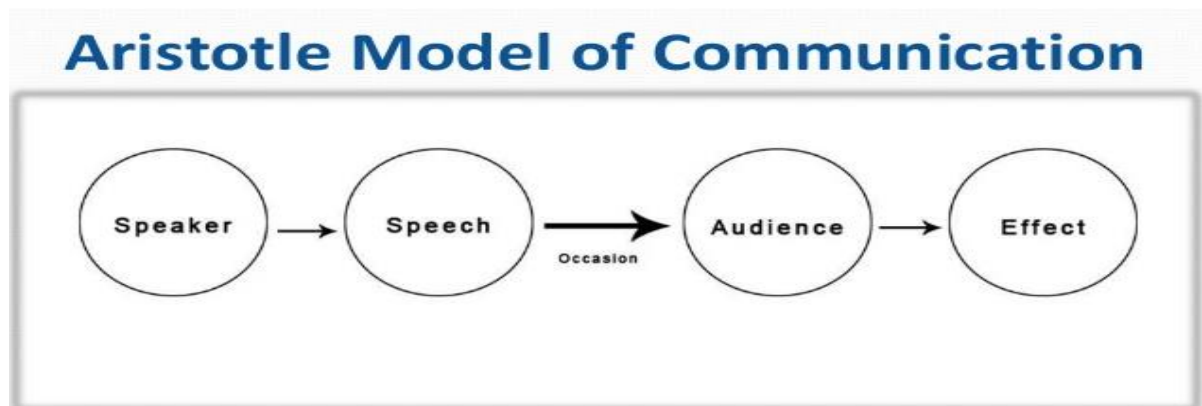 Aristotle Model of Communication
Speaker
Speech
Occasion
Audience
Effect